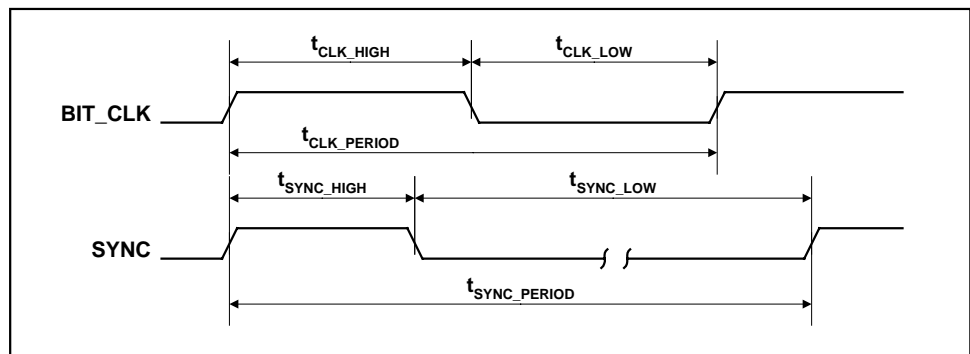 tCLK_HIGH tCLK_LOW
BIT_CLK
tCLK_PERIOD
tSYNC_HIGH tSYNC_LOW
SYNC
tSYNC_PERIOD